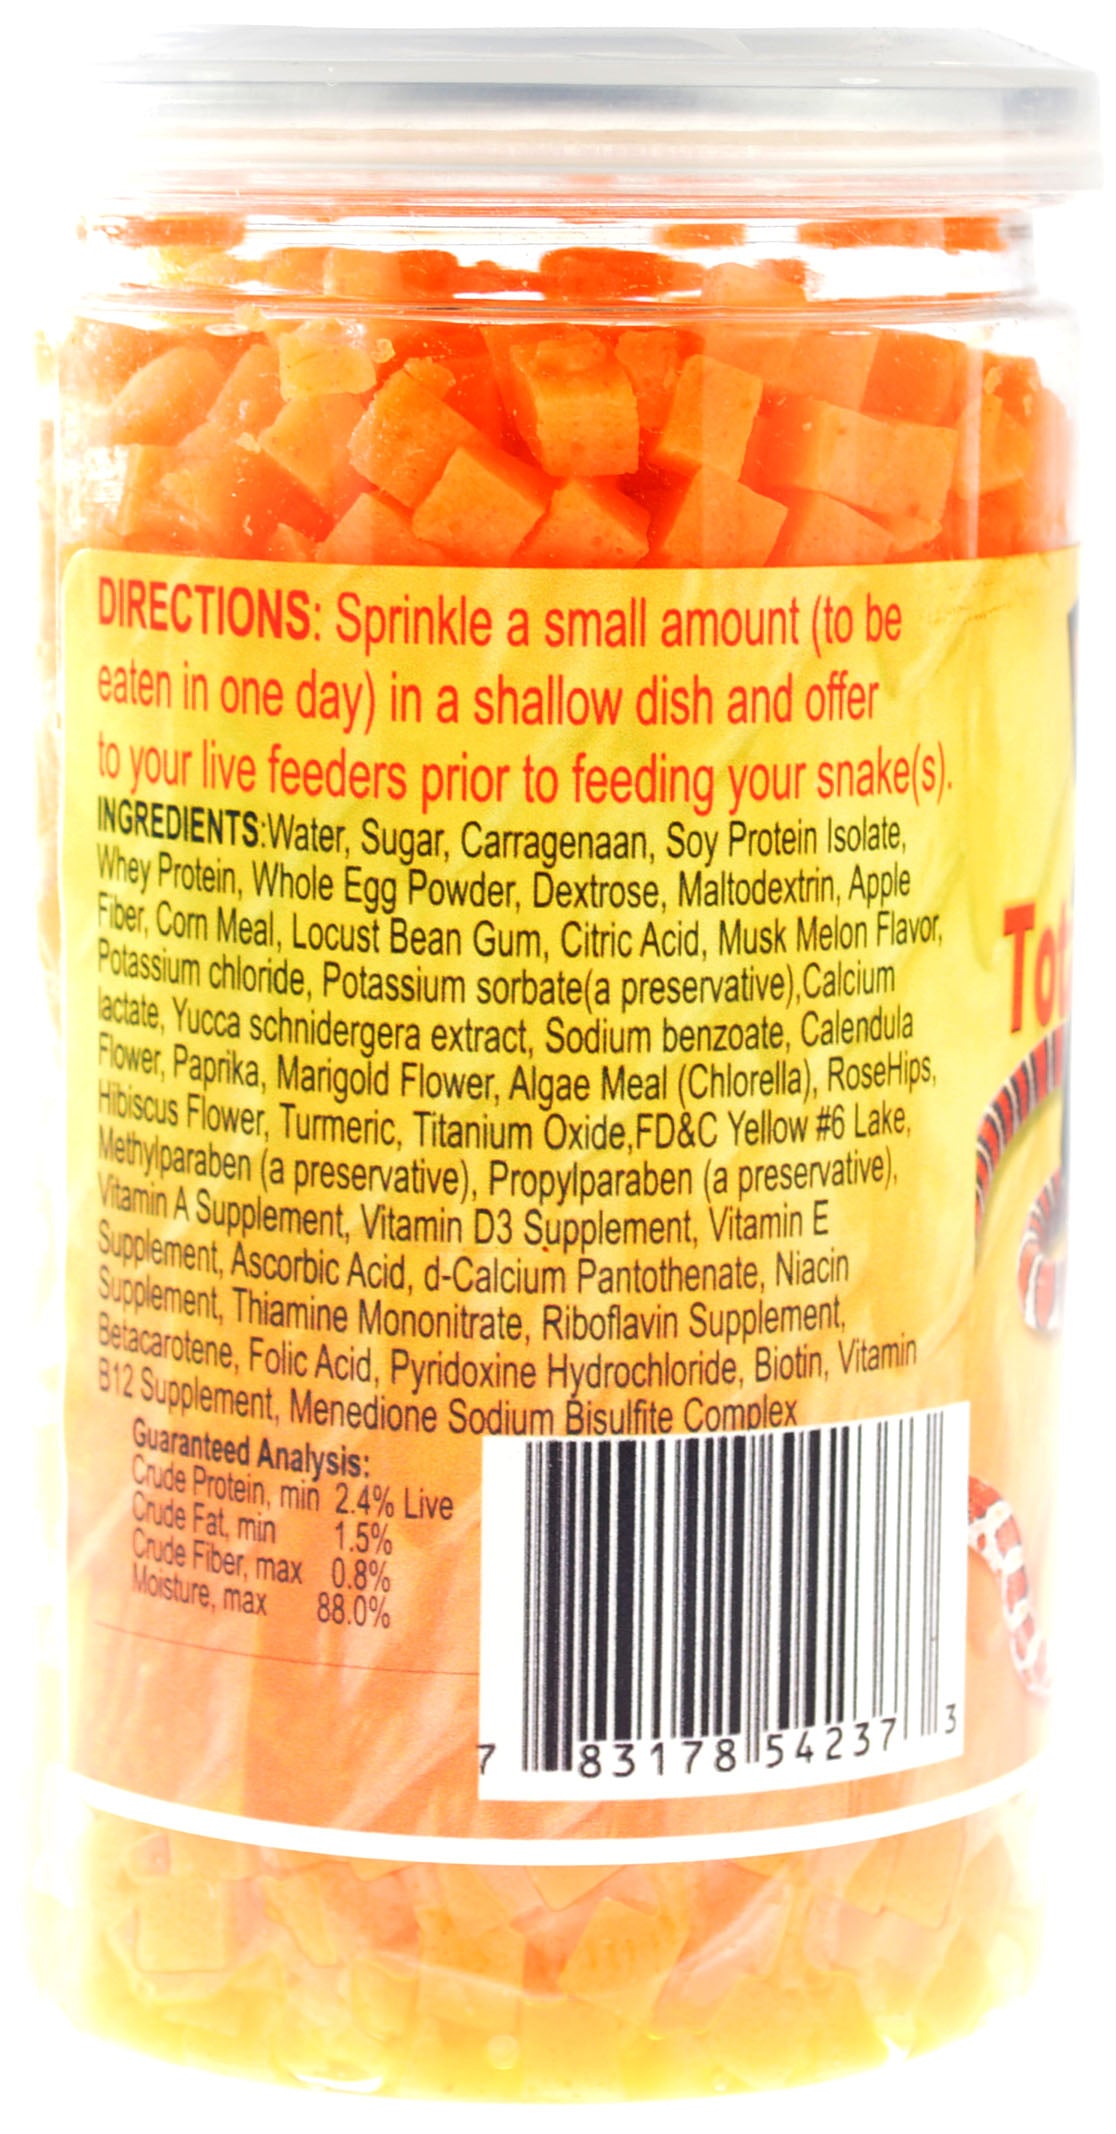 DIRECTIONS: Sprinkle a small amount (to be
eaten in one day) in a shallow dish and offer
to your live feeders prior to feeding your snake(s).
INGREDIENTS:Water, Sugar, Carragenaan, Soy Protein Isolate,
Whey Protein, Whole Egg Powder, Dextrose, Maltodextrin, Apple
Fiber, Corn Meal, Locust Bean Gum, Citric Acid, Musk Melon Flavor,
Potassium chloride, Potassium sorbate(a preservative),Calcium
lactate, Yucca schnidergera extract, Sodium benzoate, Calendula
Flower, Paprika, Marigold Flower, Algae Meal (Chlorella), RoseHips,
Hibiscus Flower, Turmeric, Titanium Oxide,FD&C Yellow #6 Lake,
Methylparaben (a preservative), Propylparaben (a preservative),
Vitamin A Supplement, Vitamin D3 Supplement, Vitamin E
Supplement, Ascorbic Acid, d-Calcium Pantothenate, Niacin
Supplement, Thiamine Mononitrate, Riboflavin Supplement,
Betacarotene, Folic Acid, Pyridoxine Hydrochloride, Biotin, Vitamin
B12 Supplement, Menedione Sodium Bisulfite Complex
Guaranteed Analysis:
Crude Protein, min 2.4% Live
Crude Fat, min 1.5%
Crude Fiber, max 0.8%
Moisture, max 88.0%
7 83178 54237 3